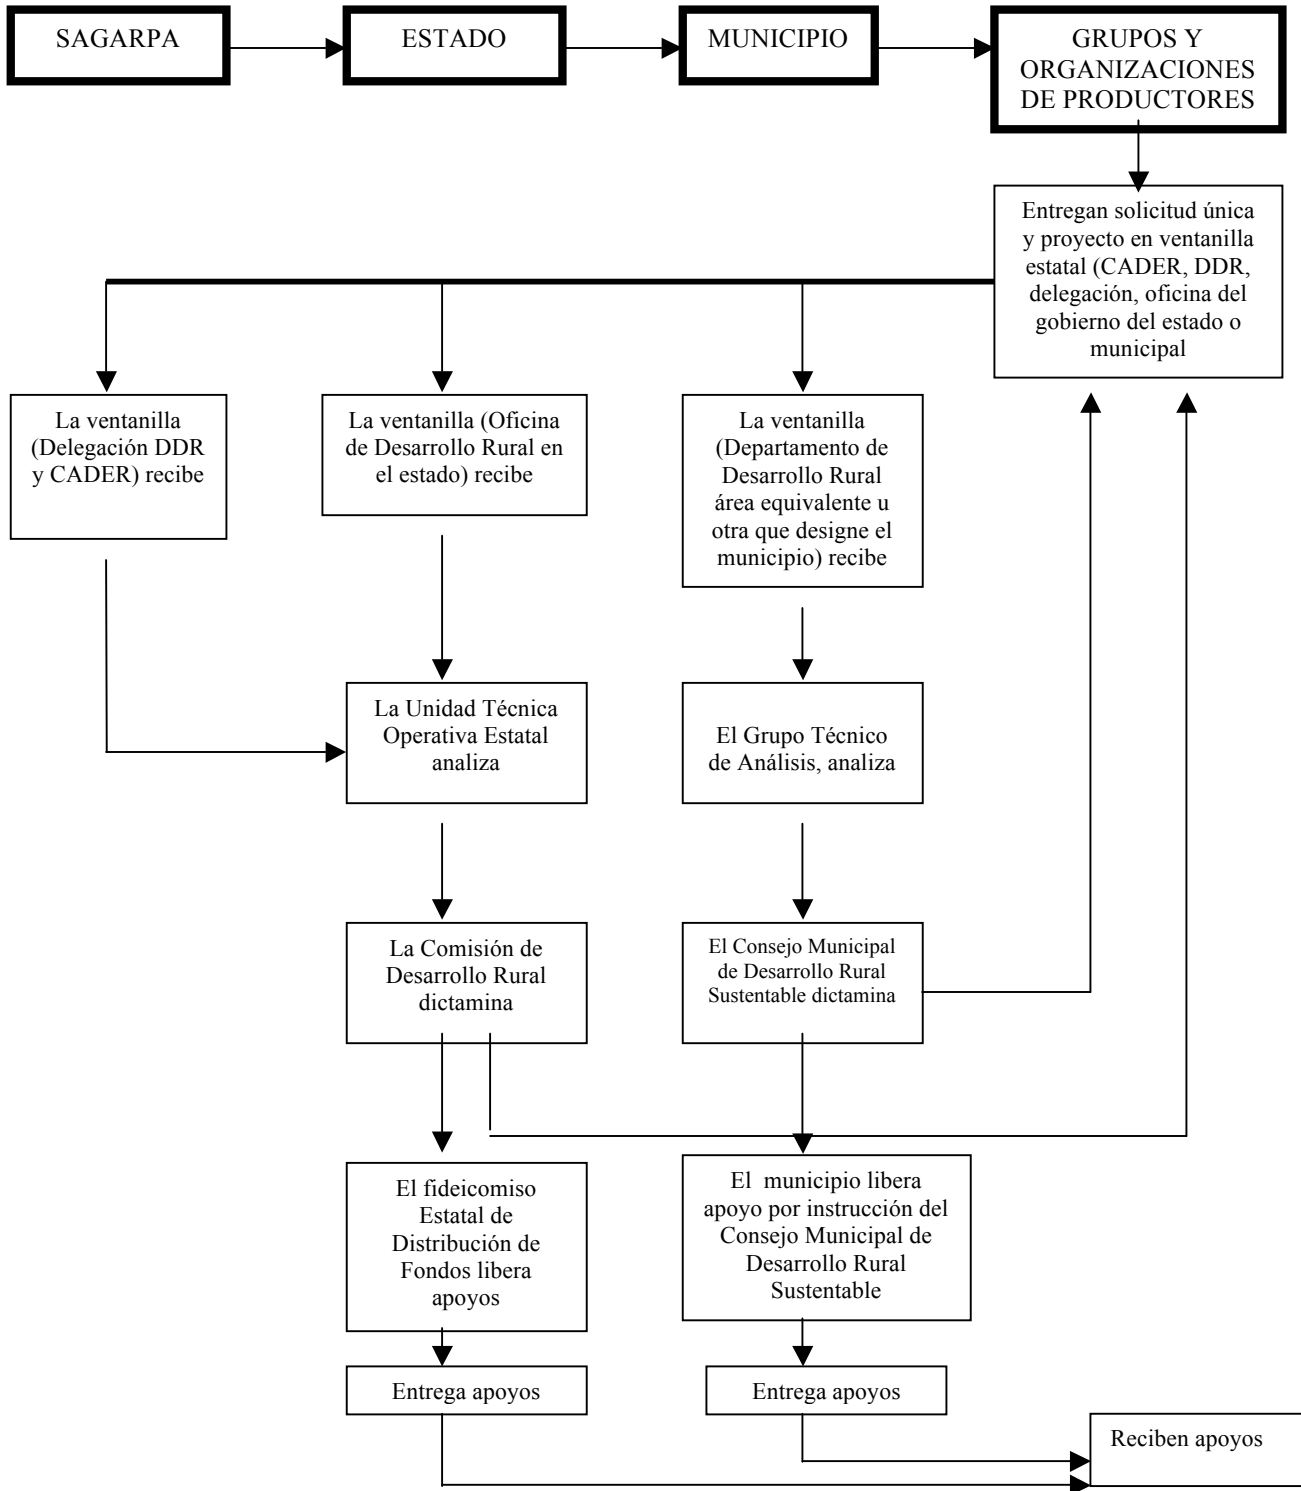 SAGARPA
ESTADO
MUNICIPIO
GRUPOS Y
ORGANIZACIONES
DE PRODUCTORES
Entregan solicitud única
y proyecto en ventanilla
estatal (CADER, DDR,
delegación, oficina del
gobierno del estado o
municipal
La ventanilla
(Delegación DDR
y CADER) recibe
La ventanilla (Oficina
de Desarrollo Rural en
el estado) recibe
La ventanilla
(Departamento de
Desarrollo Rural
área equivalente u
otra que designe el
municipio) recibe
La Unidad Técnica
Operativa Estatal
analiza
El Grupo Técnico
de Análisis, analiza
La Comisión de
Desarrollo Rural
dictamina
El Consejo Municipal
de Desarrollo Rural
Sustentable dictamina
El fideicomiso
Estatal de
Distribución de
Fondos libera
apoyos
El municipio libera
apoyo por instrucción del
Consejo Municipal de
Desarrollo Rural
Sustentable
Entrega apoyos
Entrega apoyos
Reciben apoyos